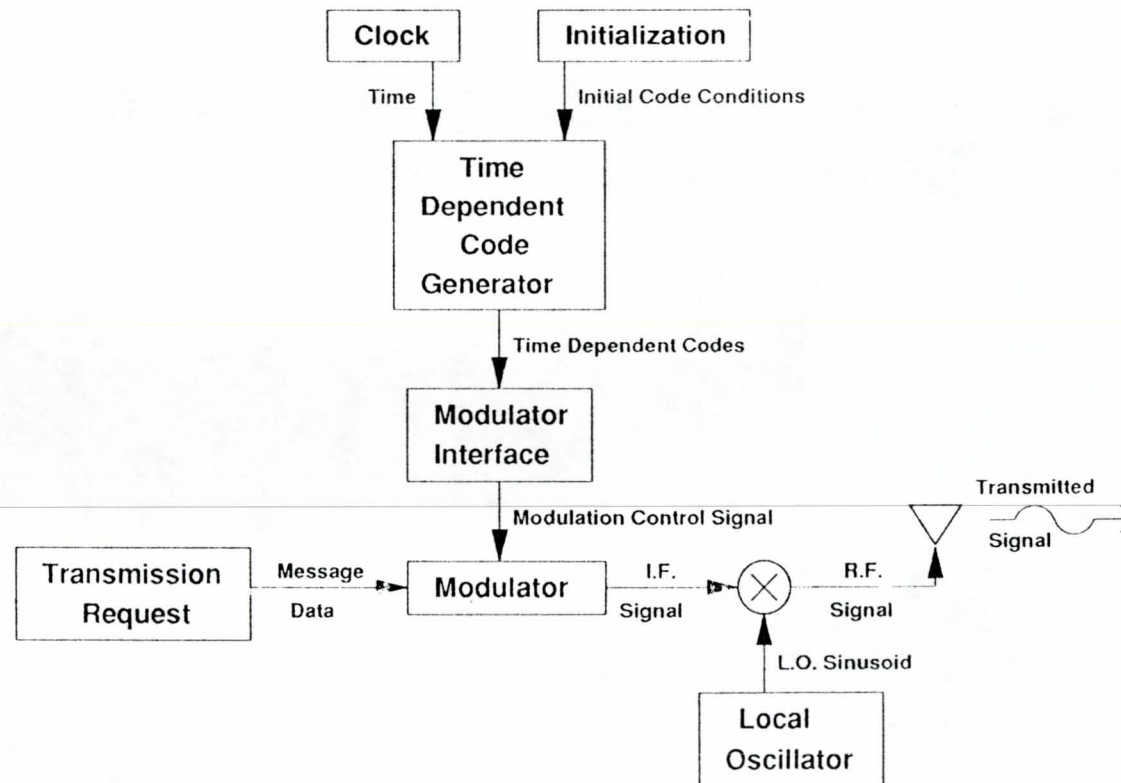 Clock
Initialization
Time
Initial Code Conditions
Time
Dependent
Code
Generator
Time Dependent Codes
Modulator
Interface
Modulation Control Signal
Transmitted
Signal
Transmission
Request
Message
Data
Modulator
I.F.
Signal
R.F.
Signal
L.O. Sinusoid
Local
Oscillator